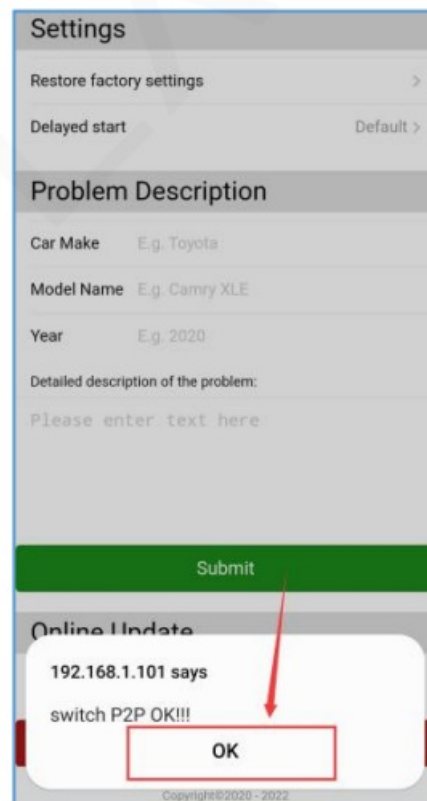 Settings
Restore factory settings >
Delayed start Default >
Problem Description
Car Make E.g. Toyota
Model Name E.g. Camry XLE
Year E.g. 2020
Detailed description of the problem:
Please enter text here
Submit
Online Update
192.168.1.101 says
switch P2P OK!!!
OK
Copyright©2020 - 2022